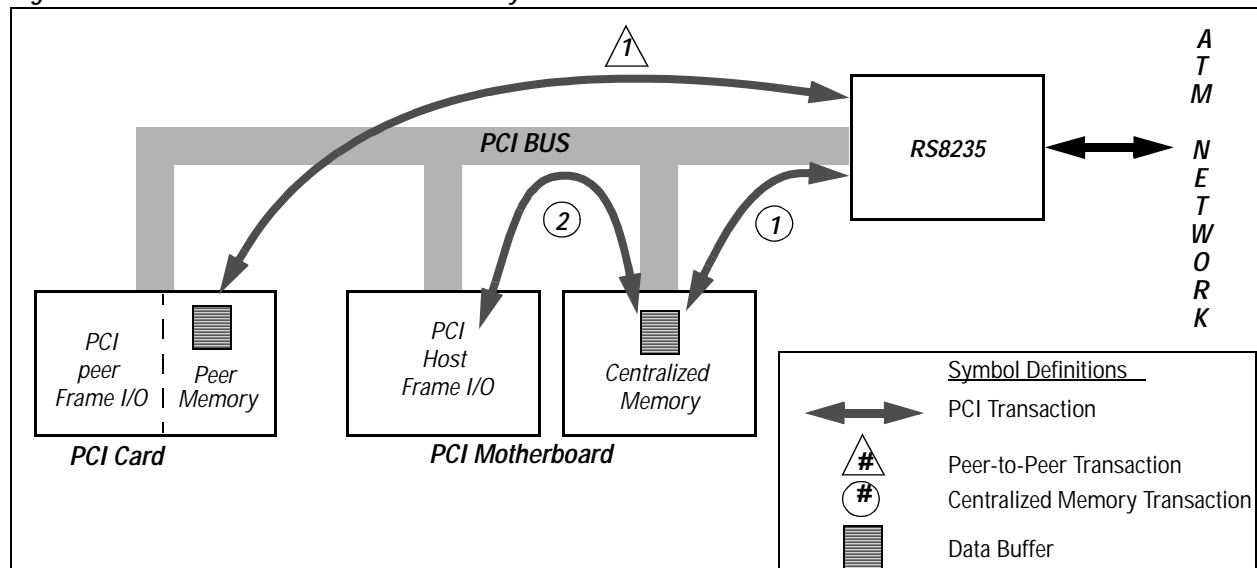 1
A
T
M
N
E
T
W
O
R
K
PCI BUS
RS8235
2
1
PCI
peer
Frame I/O
Peer
Memory
PCI
Host
Frame I/O
Centralized
Memory
PCI Card
PCI Motherboard
Symbol Definitions
PCI Transaction
# Peer-to-Peer Transaction
# Centralized Memory Transaction
Data Buffer